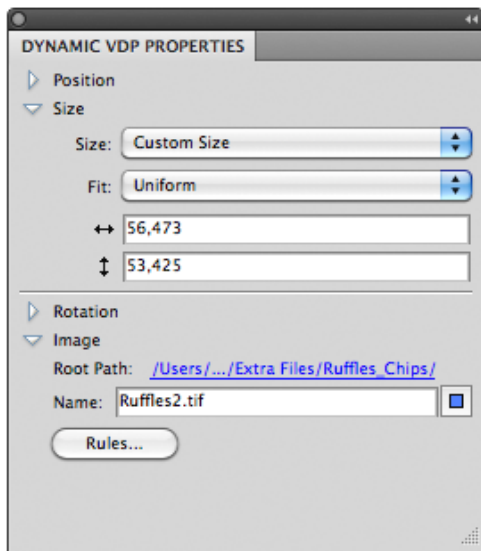 DYNAMIC VDP PROPERTIES
Position
Size
Size: Custom Size
Fit: Uniform
56,473
53,425
Rotation
Image
Root Path: /Users/.../Extra Files/Ruffles_Chips/
Name: Ruffles2.tif
Rules...